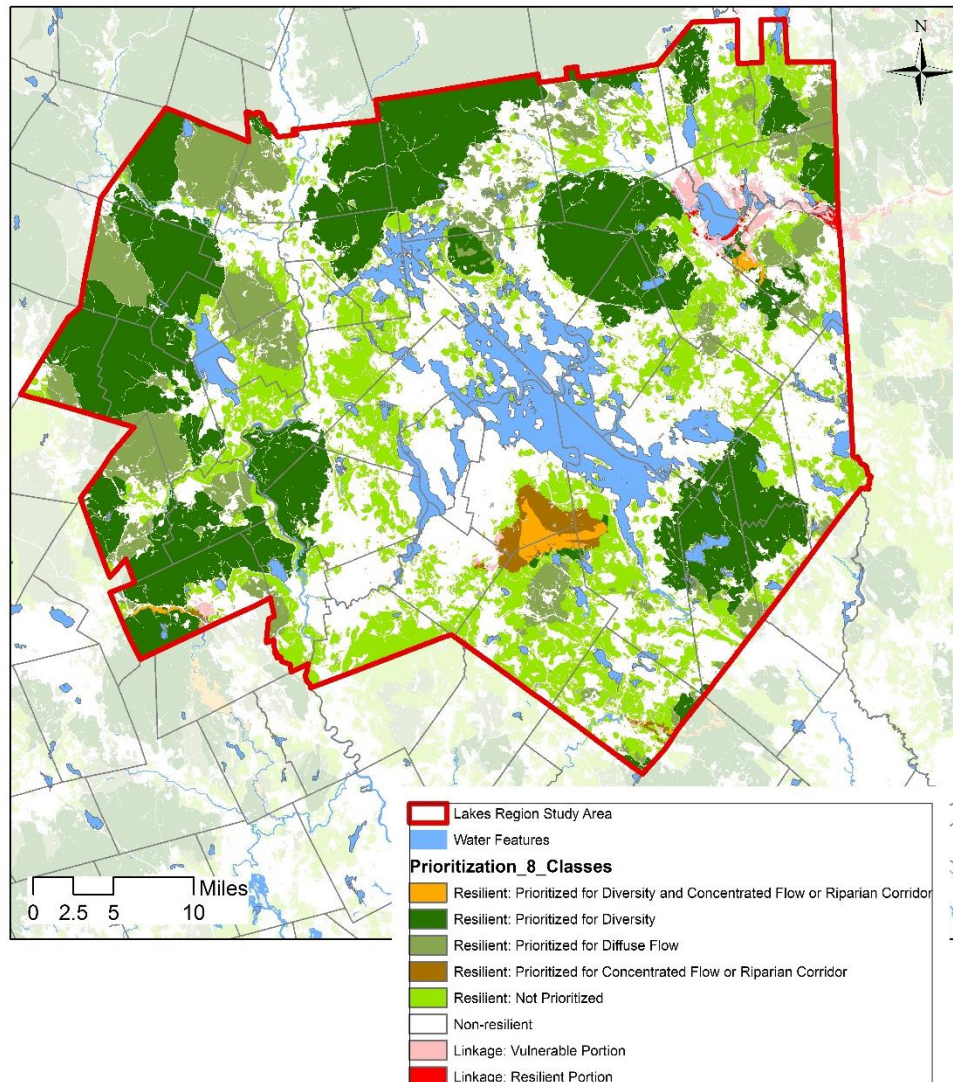 N
Miles
0 2.5 5 10
Lakes Region Study Area
Water Features
Prioritization_8_Classes
Resilient: Prioritized for Diversity and Concentrated Flow or Riparian Corridor
Resilient: Prioritized for Diversity
Resilient: Prioritized for Diffuse Flow
Resilient: Prioritized for Concentrated Flow or Riparian Corridor
Resilient: Not Prioritized
Non-resilient
Linkage: Vulnerable Portion
Linkage: Resilient Portion